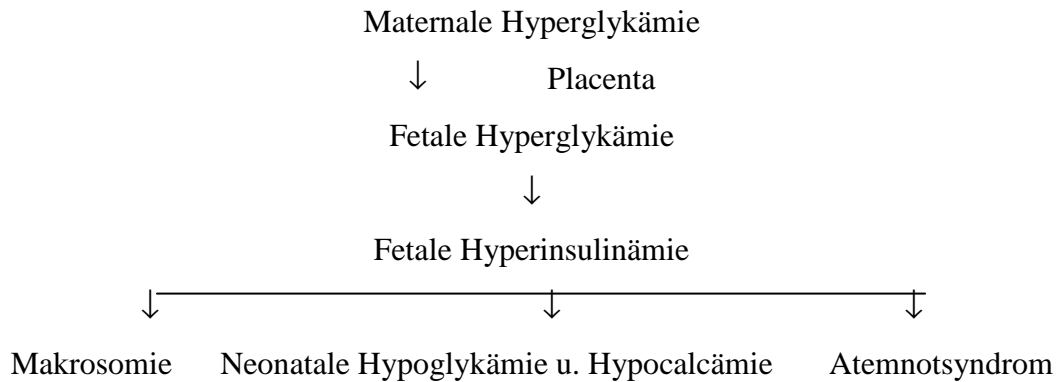 Maternale Hyperglykämie
↓ Placenta
Fetale Hyperglykämie
↓
Fetale Hyperinsulinämie
↓ ↓ ↓
Makrosomie Neonatale Hypoglykämie u. Hypocalcämie Atemnotsyndrom